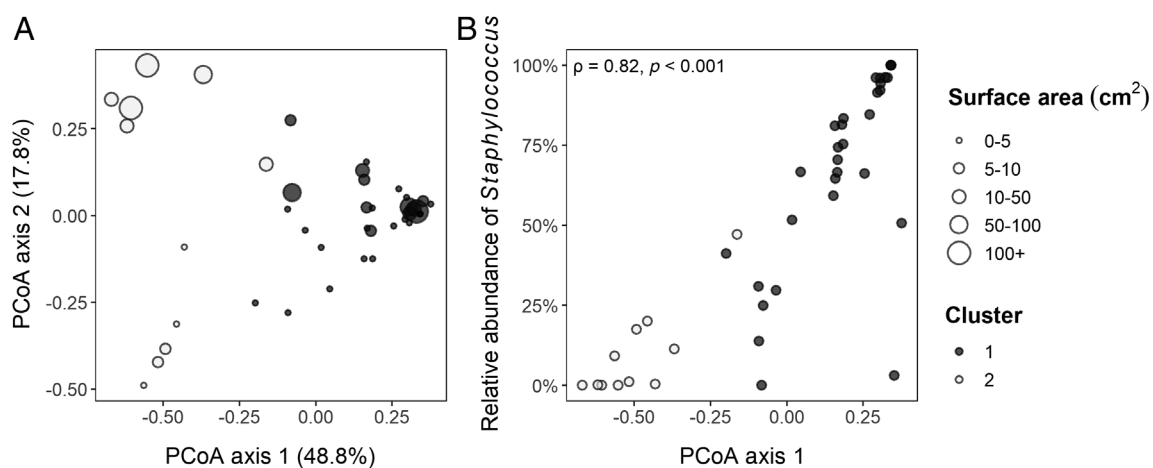 A
PCoA axis 2 (17.8%)
0.25
0.00
-0.25
-0.50
-0.50
-0.25
0.00
0.25
PCoA axis 1 (48.8%)
B
Relative abundance of Staphylococcus
ρ = 0.82, p < 0.001
100%
75%
50%
25%
0%
-0.50
-0.25
0.00
0.25
PCoA axis 1
Surface area (cm²)
0-5
5-10
10-50
50-100
100+
Cluster
1
2